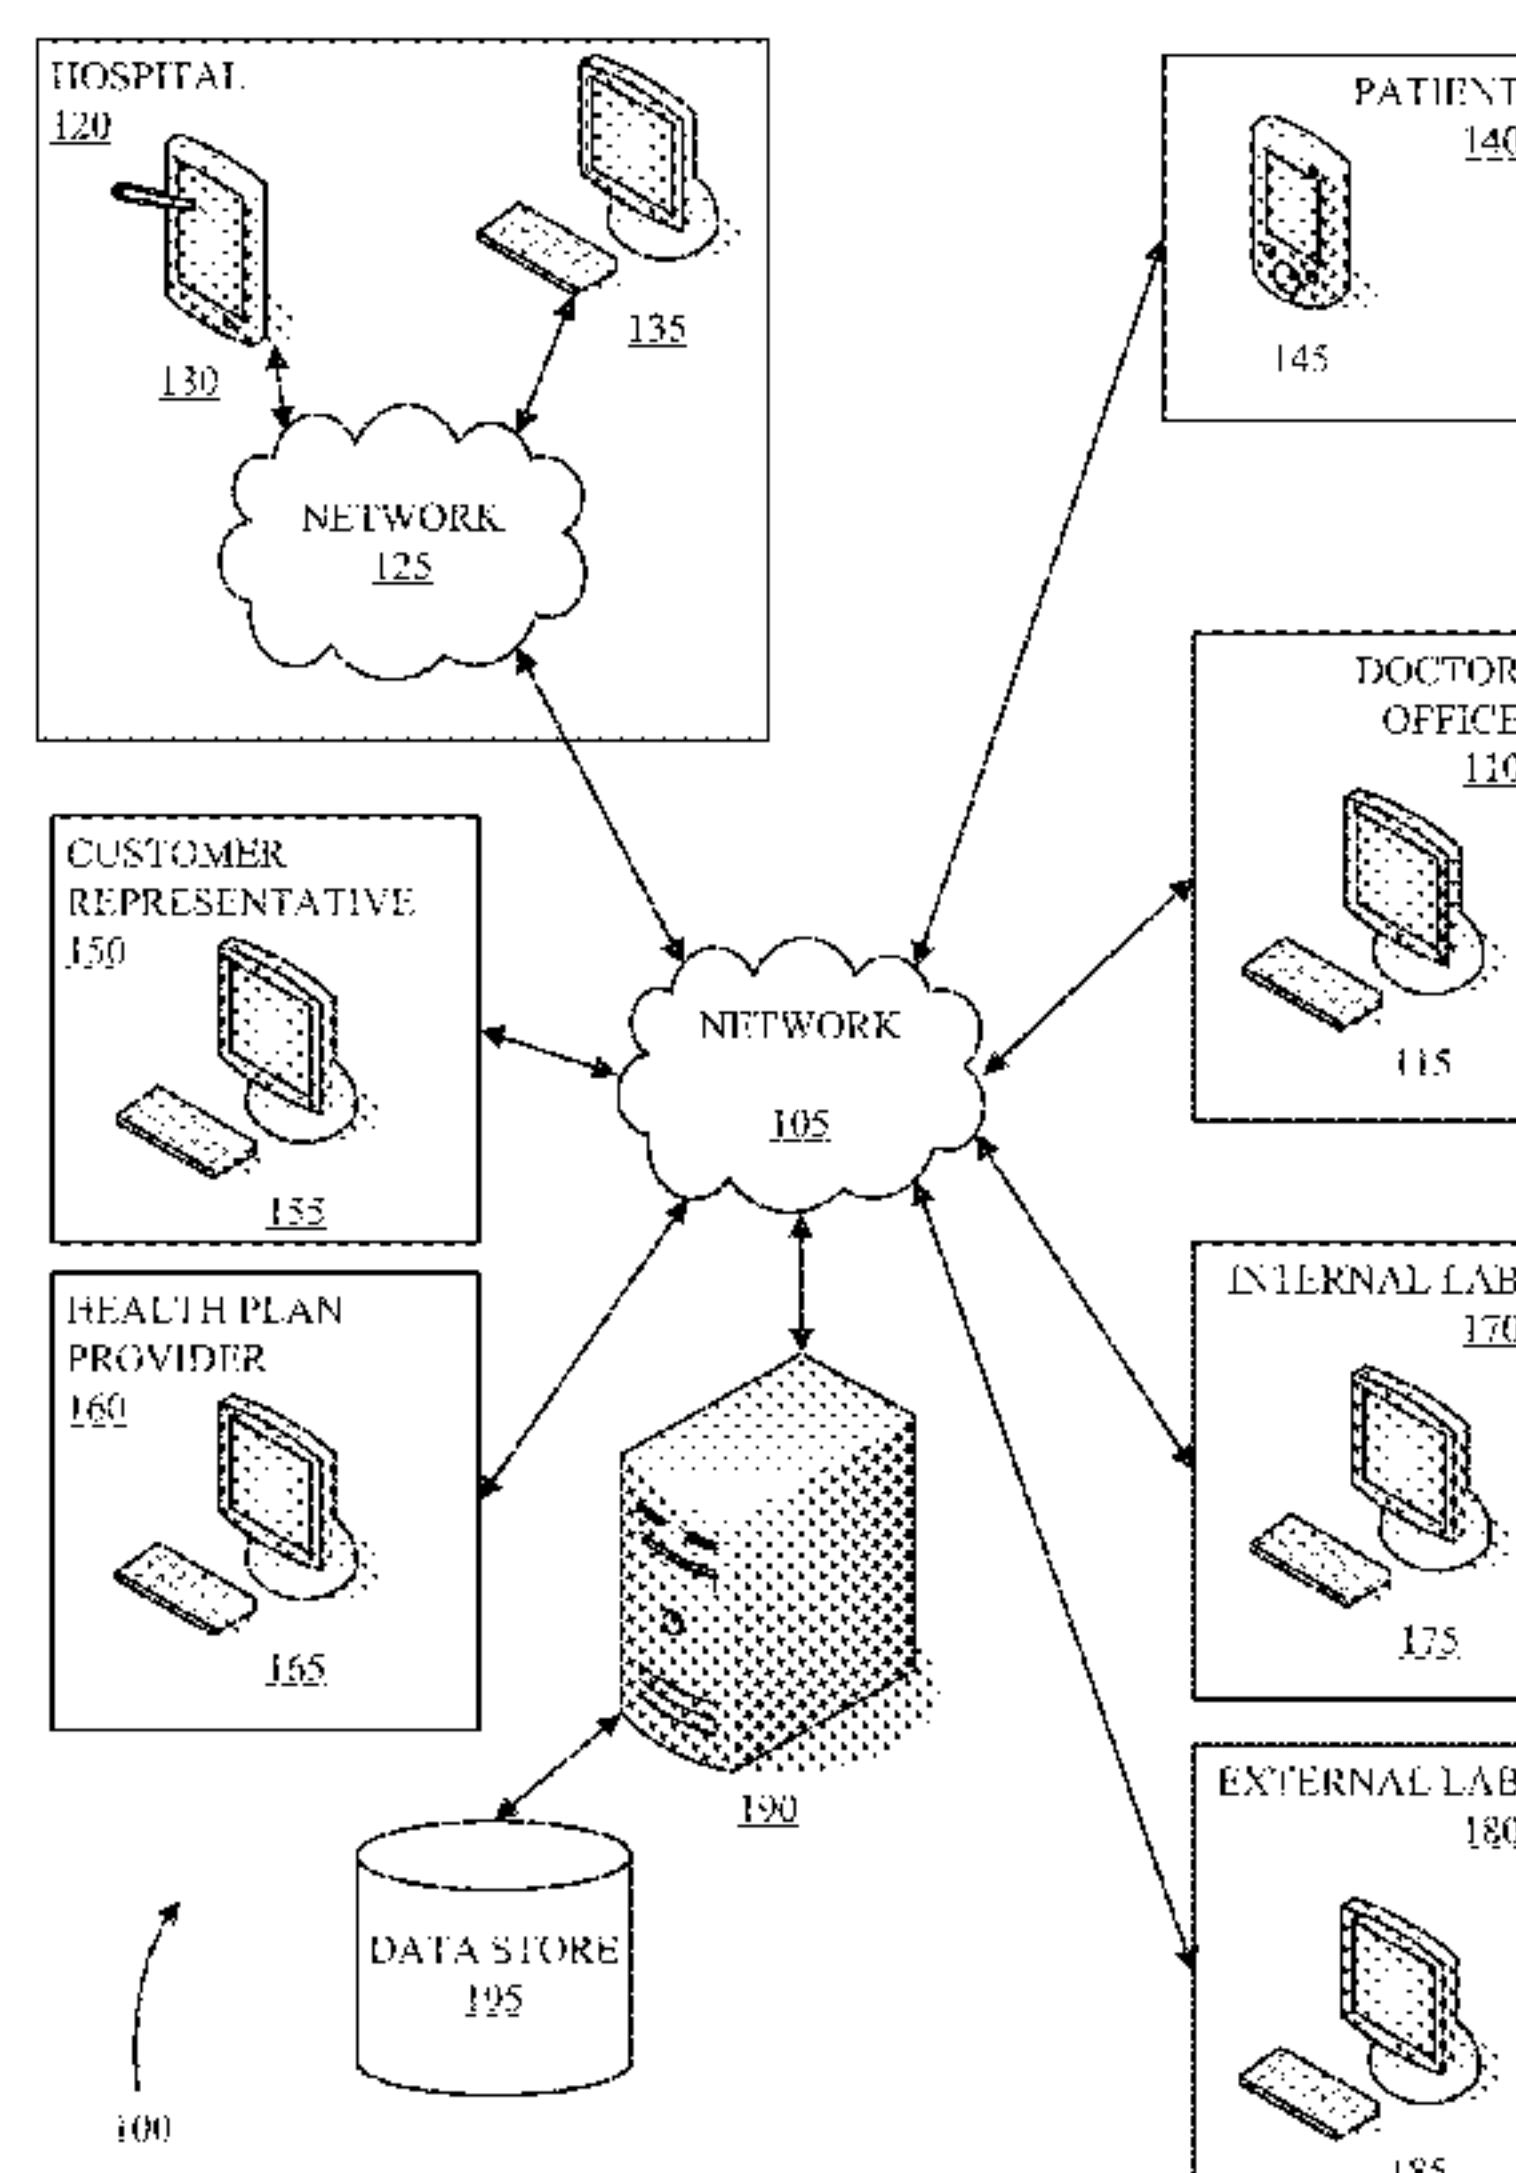 HOSPITAL
120
130
135
NETWORK
125
PATIENT
140
145
DOCTOR
OFFICE
110
115
CUSTOMER
REPRESENTATIVE
150
155
NETWORK
105
HEALTH PLAN
PROVIDER
160
165
INTERNAL LAB
170
175
190
EXTERNAL LAB
180
185
DATA STORE
195
100